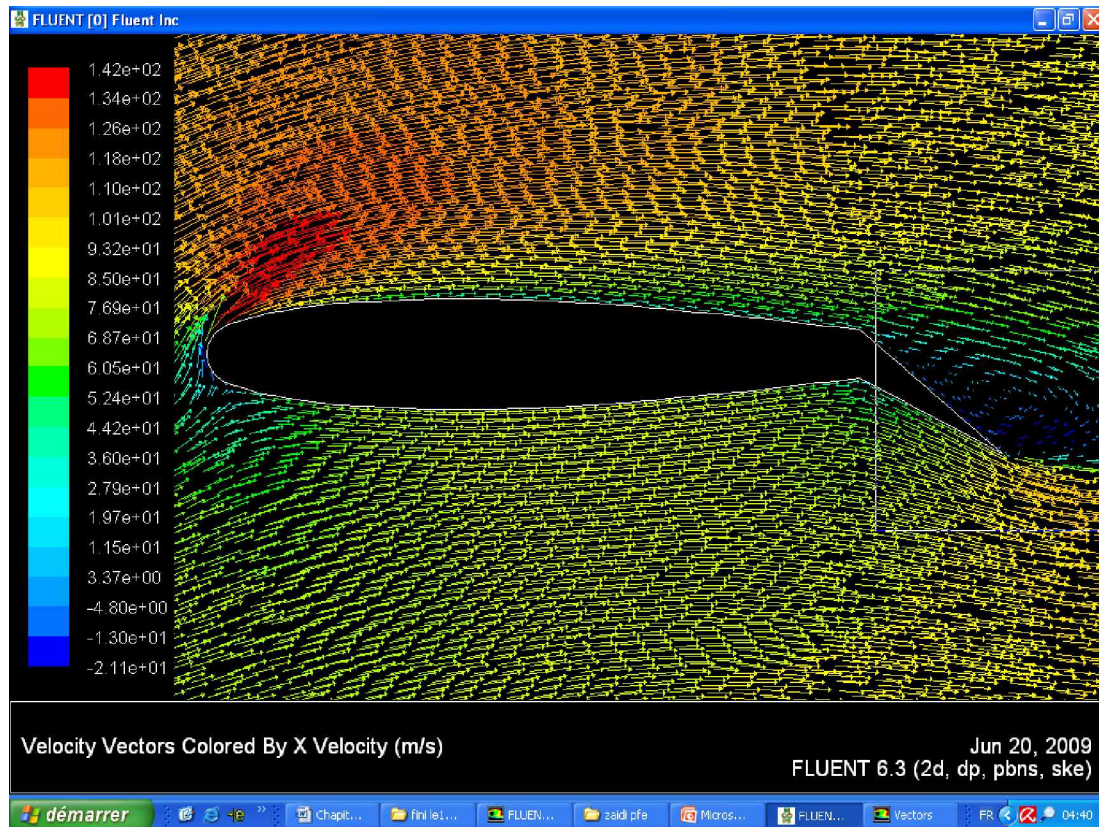 FLUENT [0] Fluent Inc
1.42e+02
1.34e+02
1.26e+02
1.18e+02
1.10e+02
1.01e+02
9.32e+01
8.50e+01
7.69e+01
6.87e+01
6.05e+01
5.24e+01
4.42e+01
3.60e+01
2.79e+01
1.97e+01
1.15e+01
3.37e+00
-4.80e+00
-1.30e+01
-2.11e+01
Velocity Vectors Colored By X Velocity (m/s)
Jun 20, 2009
FLUENT 6.3 (2d, dp, pbns, ske)
démarrer
Chapit...
fini le1...
FLUEN...
zaidi pfe
Micros...
FLUEN...
Vectors
FR
04:40